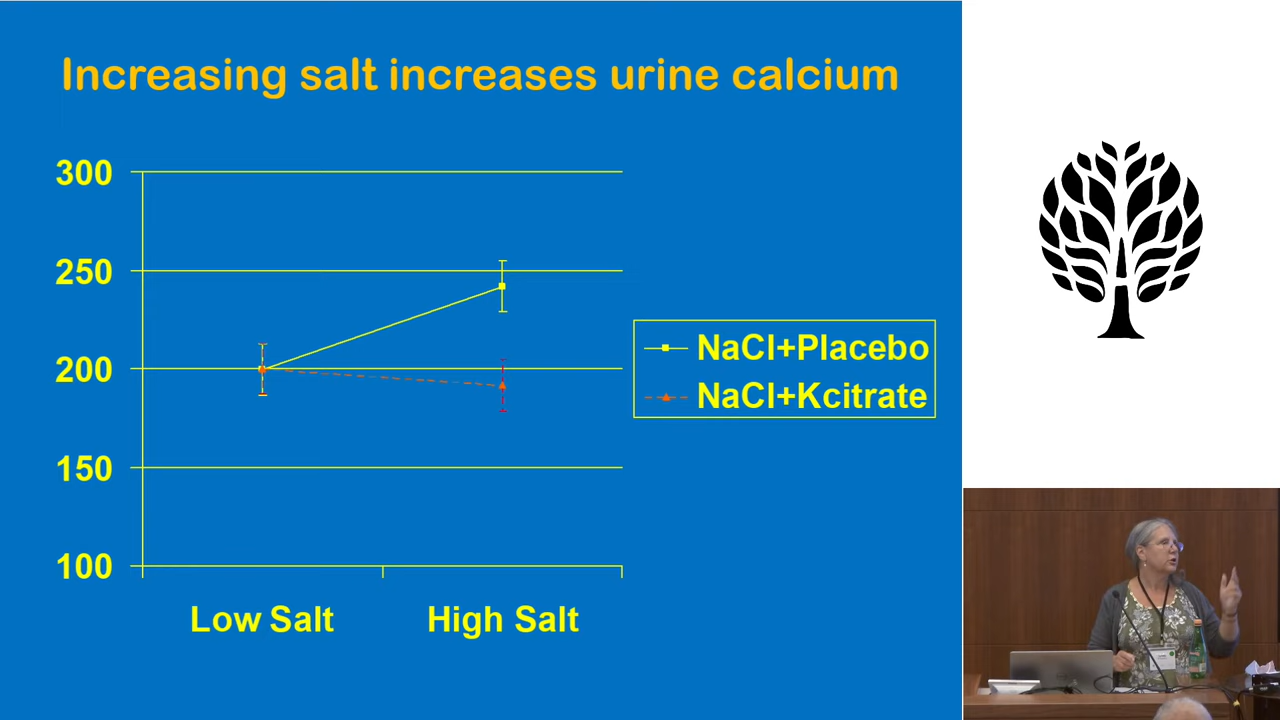 Increasing salt increases urine calcium
300
250
200
150
100
Low Salt
High Salt
NaCl+Placebo
NaCl+Kcitrate